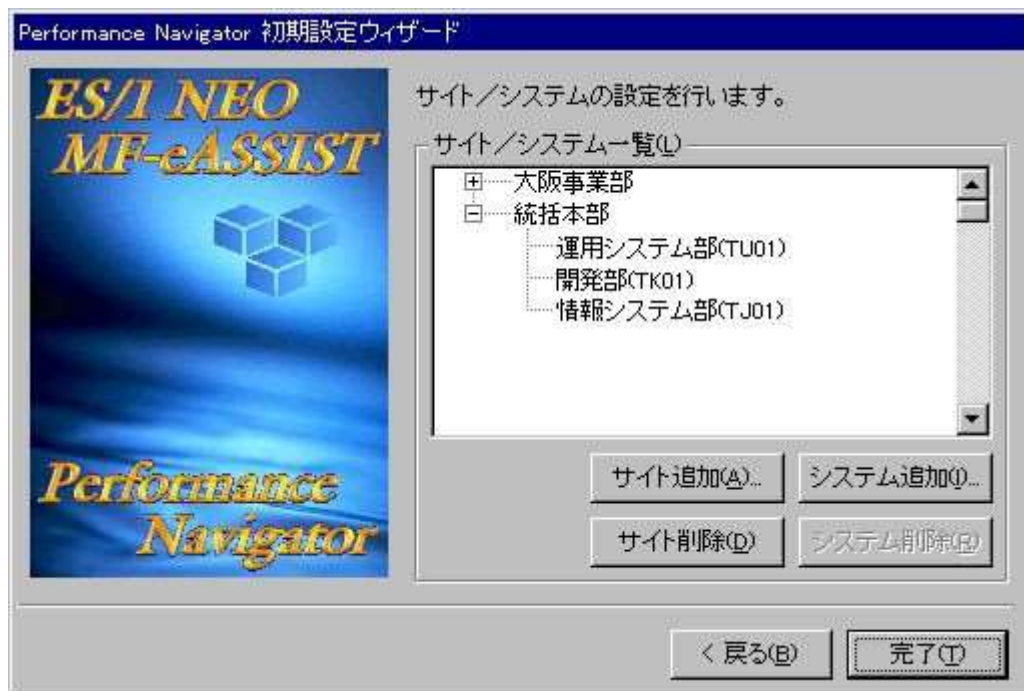 Performance Navigator 初期設定ウィザード
ES/1 NEO
MF-eASSIST
Performance
Navigator
サイト／システムの設定を行います。
サイト／システム一覧(L)
大阪事業部
統括本部
運用システム部(TU01)
開発部(TK01)
情報システム部(TJ01)
サイト追加(A)...
システム追加(I)...
サイト削除(D)
システム削除(R)
< 戻る(B)
完了(T)